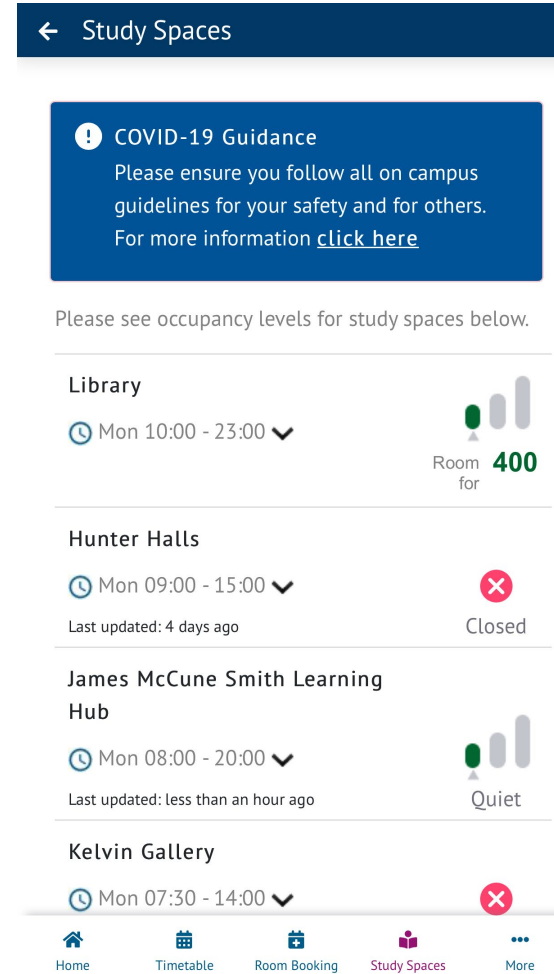 Study Spaces
COVID-19 Guidance
Please ensure you follow all on campus
guidelines for your safety and for others.
For more information click here
Please see occupancy levels for study spaces below.
Library
Mon 10:00 - 23:00
Room for 400
Hunter Halls
Mon 09:00 - 15:00
Last updated: 4 days ago
Closed
James McCune Smith Learning
Hub
Mon 08:00 - 20:00
Last updated: less than an hour ago
Quiet
Kelvin Gallery
Mon 07:30 - 14:00
Home
Timetable
Room Booking
Study Spaces
More